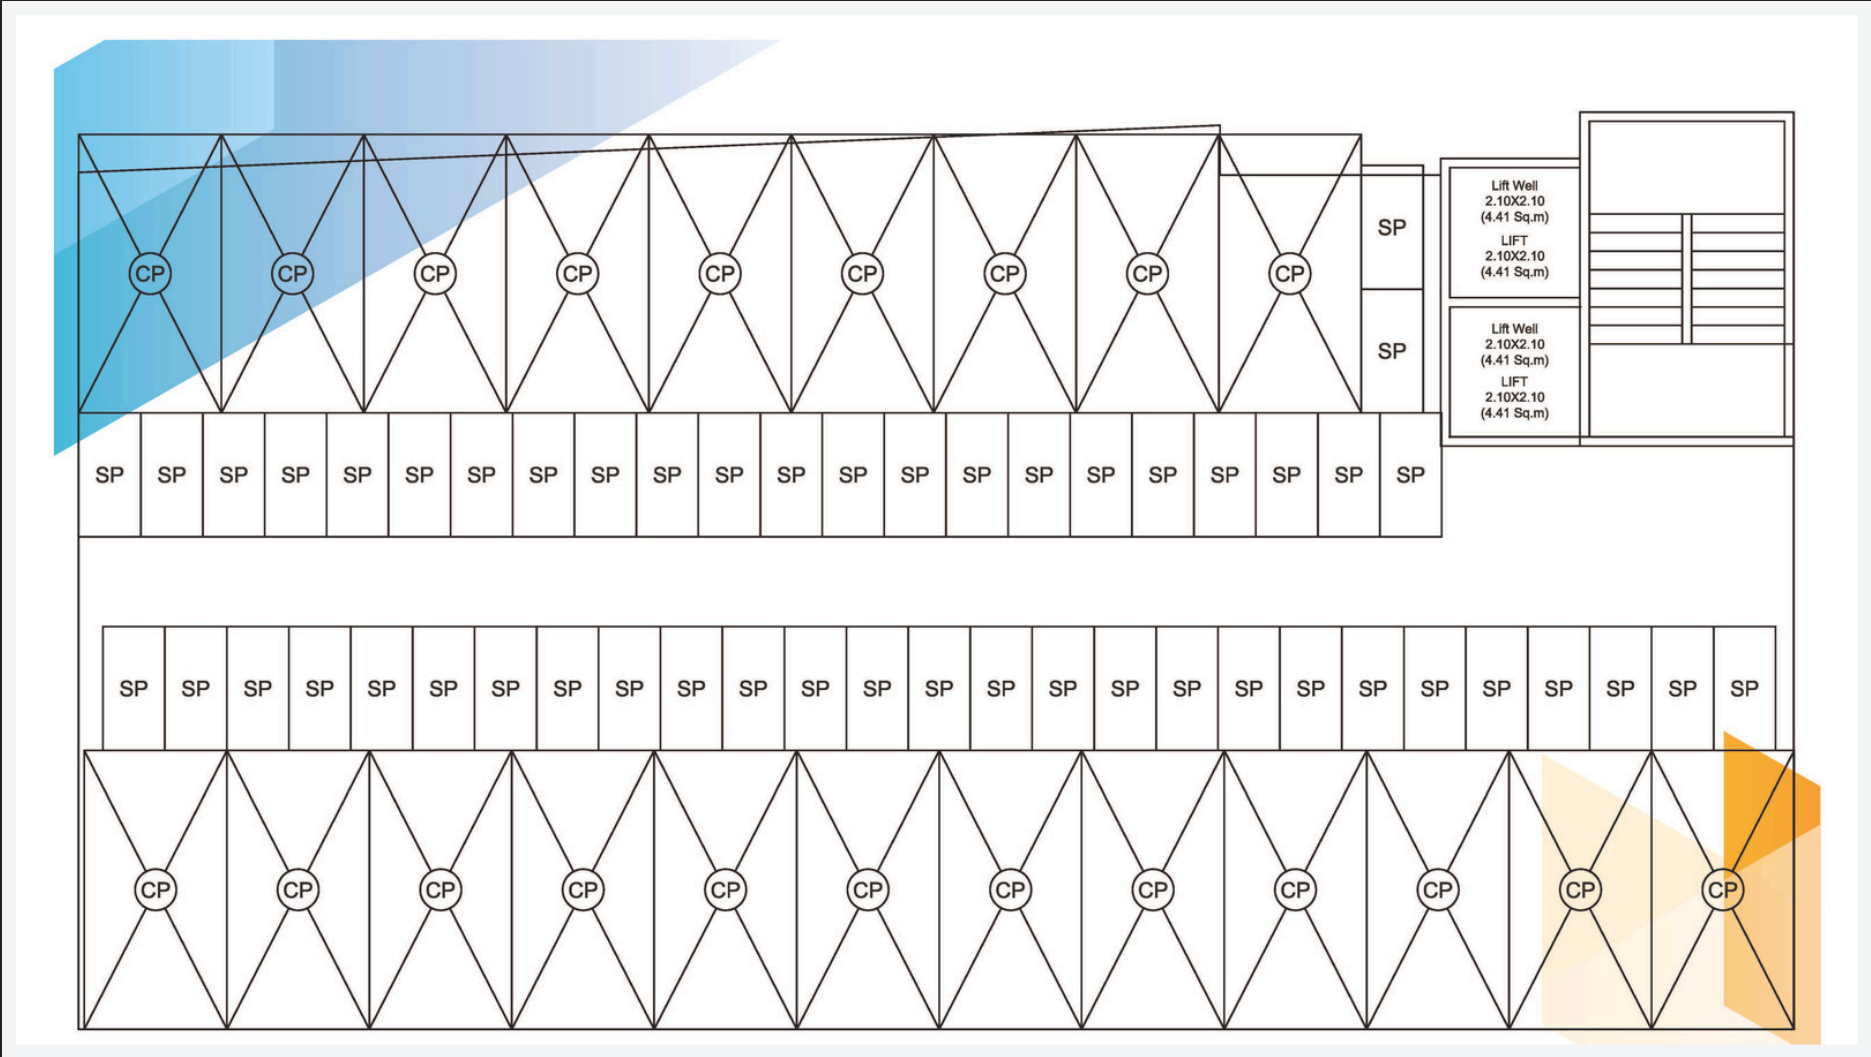 CP CP CP CP CP CP CP CP CP
SP
SP
Lift Well
2.10X2.10
(4.41 Sq.m)
LIFT
2.10X2.10
(4.41 Sq.m)
Lift Well
2.10X2.10
(4.41 Sq.m)
LIFT
2.10X2.10
(4.41 Sq.m)
SP SP SP SP SP SP SP SP SP SP SP SP SP SP SP SP SP SP SP SP SP SP
SP SP SP SP SP SP SP SP SP SP SP SP SP SP SP SP SP SP SP SP SP SP SP SP SP SP SP
CP CP CP CP CP CP CP CP CP CP CP CP